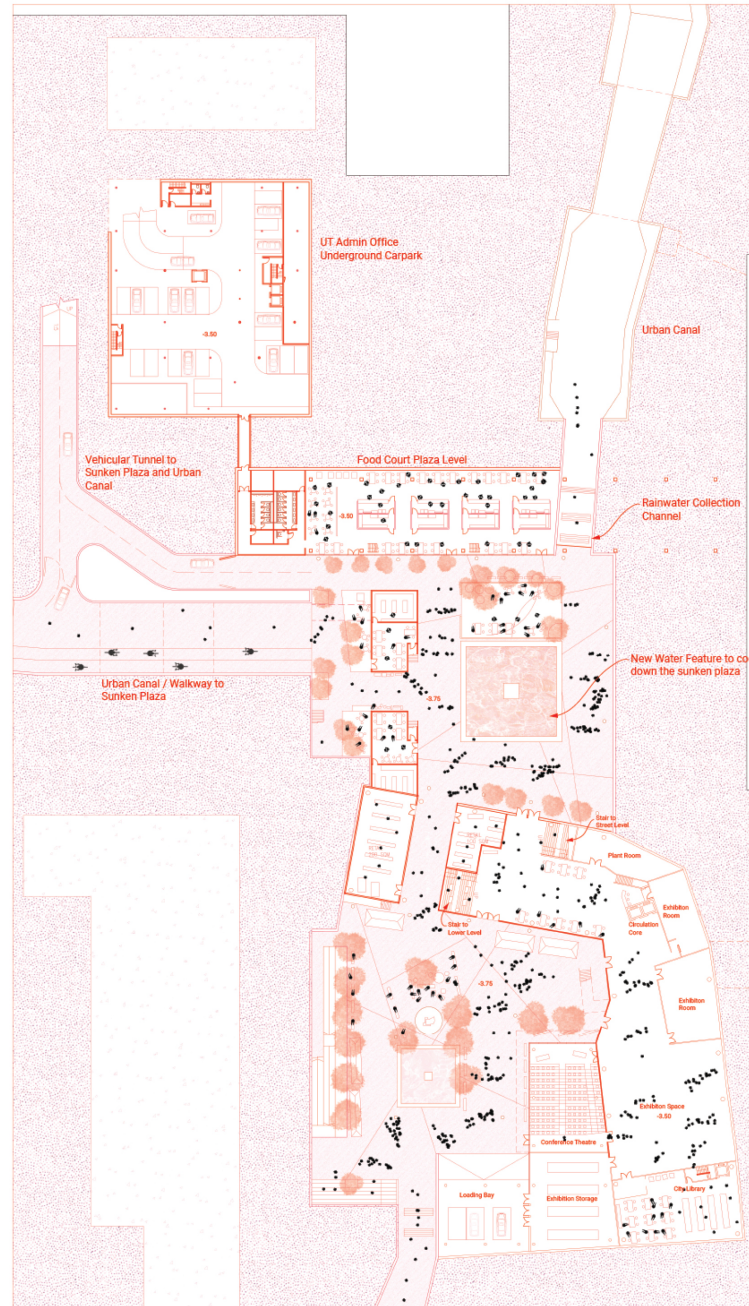 UT Admin Office
Underground Carpark
-3.50
Urban Canal
Vehicular Tunnel to
Sunken Plaza and Urban
Canal
Food Court Plaza Level
-3.50
Rainwater Collection
Channel
New Water Feature to co
down the sunken plaza
Urban Canal / Walkway to
Sunken Plaza
-3.75
Stair to
Street Level
Plant Room
Exhibiton
Room
Circulation
Core
Stair to
Lower Level
-3.75
Exhibiton
Room
Exhibiton Space
-3.50
Conference Theatre
City Library
Loading Bay
Exhibition Storage